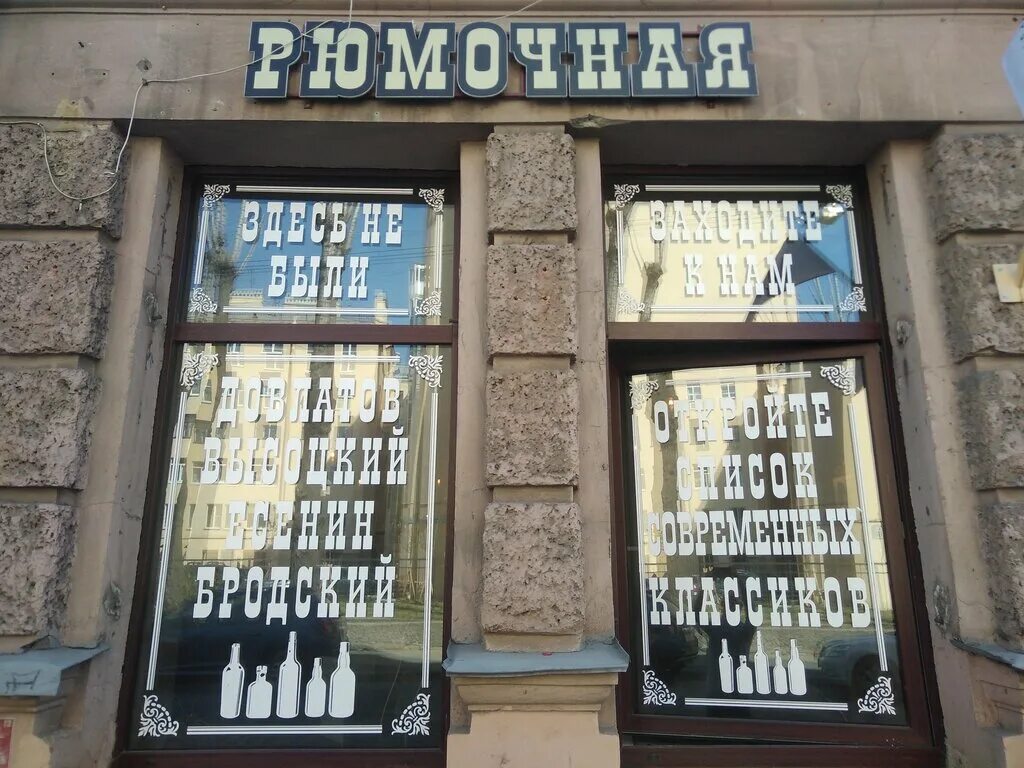 РЮМОЧНАЯ
ЗДЕСЬ НЕ
БЫЛИ
ДОВЛАТОВ
ВЫСОЦКИЙ
ЕСЕНИН
БРОДСКИЙ
ЗАХОДИТЕ
К НАМ
ОТКРОЙТЕ
СПИСОК
СОВРЕМЕННЫХ
КЛАССИКОВ